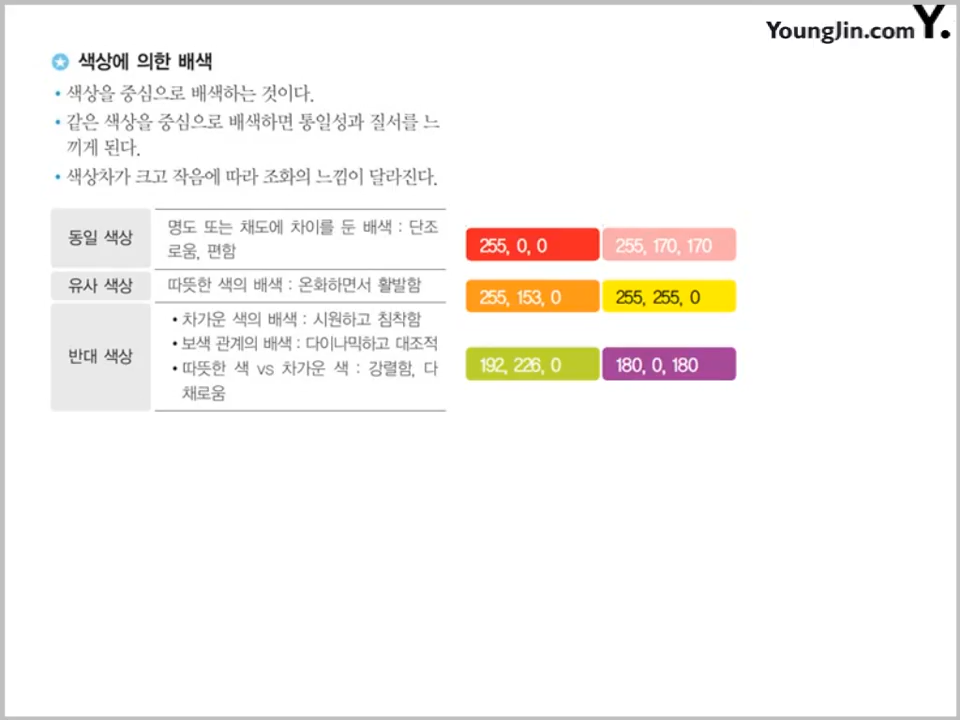 YoungJin.com Y.
색상에 의한 배색
• 색상을 중심으로 배색하는 것이다.
• 같은 색상을 중심으로 배색하면 통일성과 질서를 느
끼게 된다.
• 색상차가 크고 작음에 따라 조화의 느낌이 달라진다.
동일 색상
명도 또는 채도에 차이를 둔 배색 : 단조
로움, 편함
255, 0, 0
255, 170, 170
유사 색상
따뜻한 색의 배색 : 온화하면서 활발함
255, 153, 0
255, 255, 0
반대 색상
• 차가운 색의 배색 : 시원하고 침착함
• 보색 관계의 배색 : 다이나믹하고 대조적
• 따뜻한 색 vs 차가운 색 : 강렬함, 다
채로움
192, 226, 0
180, 0, 180